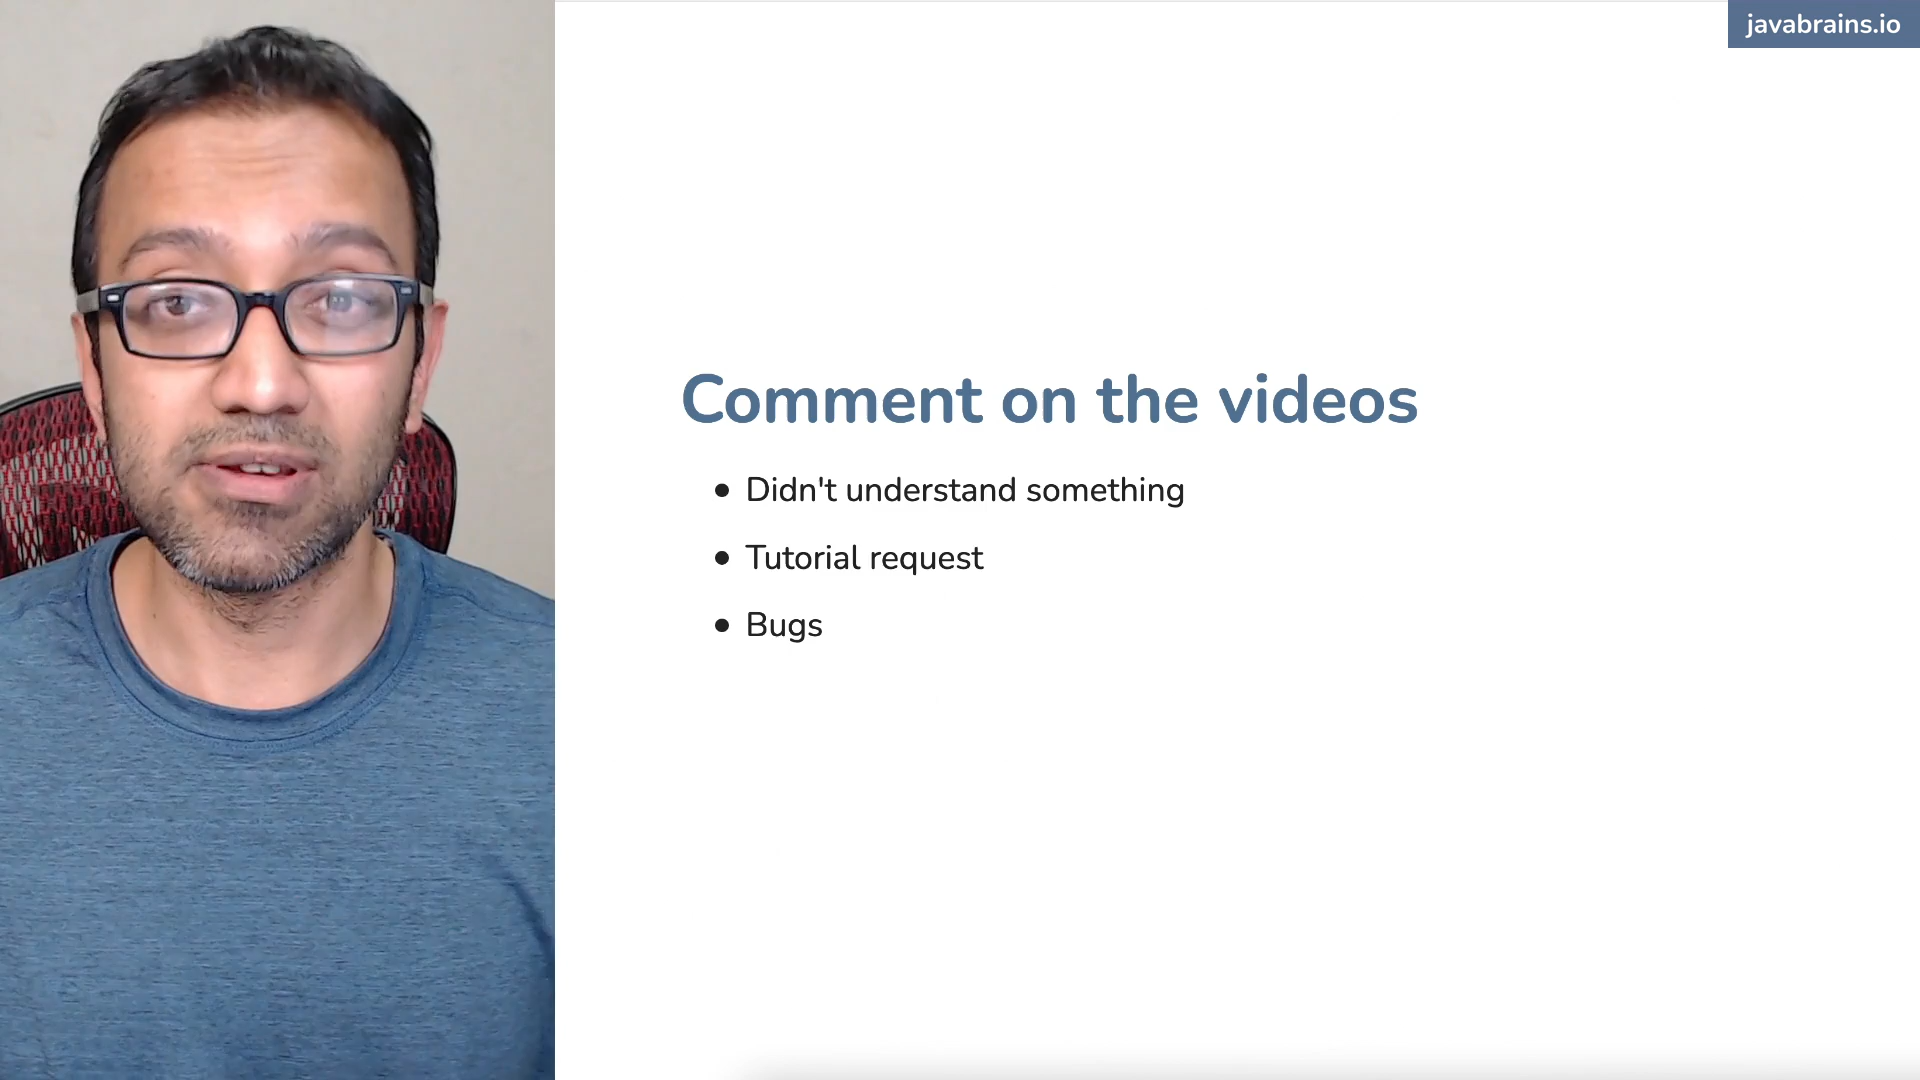 javabrains.io
Comment on the videos
Didn't understand something
Tutorial request
Bugs